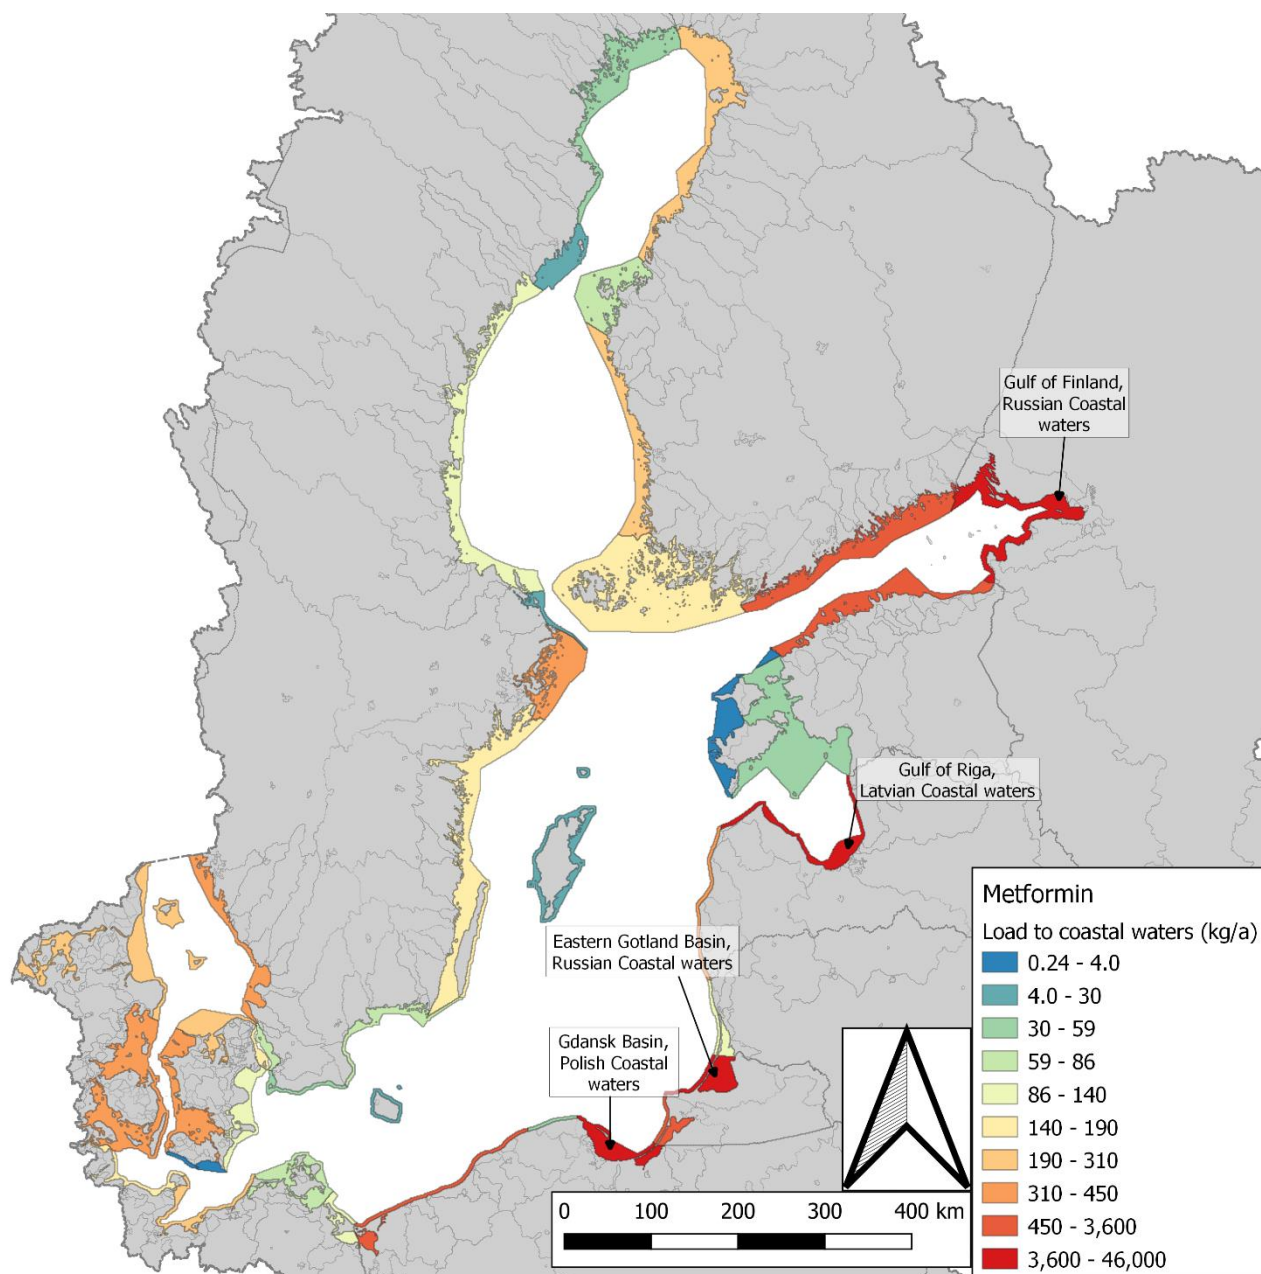 Gulf of Finland,
Russian Coastal
waters
Gulf of Riga,
Latvian Coastal waters
Eastern Gotland Basin,
Russian Coastal waters
Gdansk Basin,
Polish Coastal
waters
Metformin
Load to coastal waters (kg/a)
0.24 - 4.0
4.0 - 30
30 - 59
59 - 86
86 - 140
140 - 190
190 - 310
310 - 450
450 - 3,600
3,600 - 46,000
0 100 200 300 400 km